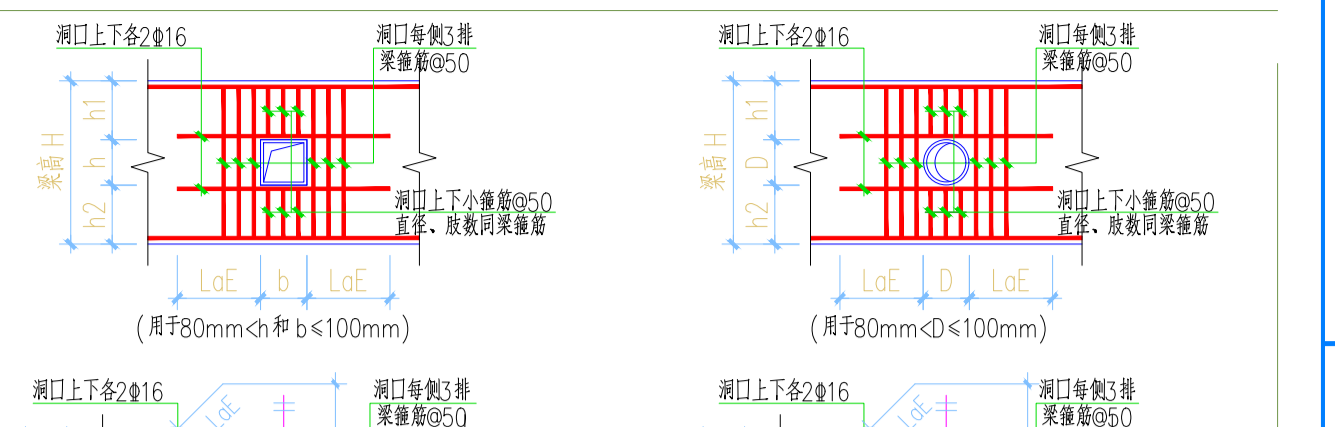 洞口上下各2Φ16
洞口每侧3排
梁箍筋@50
梁高 H
h1
h
h2
洞口上下小箍筋@50
直径、肢数同梁箍筋
LaE
b
LaE
(用于80mm<h和 b≤100mm)
洞口上下各2Φ16
洞口每侧3排
梁箍筋@50
梁高 H
h1
D
h2
洞口上下小箍筋@50
直径、肢数同梁箍筋
LaE
D
LaE
(用于80mm<D≤100mm)
洞口上下各2Φ16
LaE
洞口每侧3排
梁箍筋@50
洞口上下各2Φ16
LaE
洞口每侧3排
梁箍筋@50